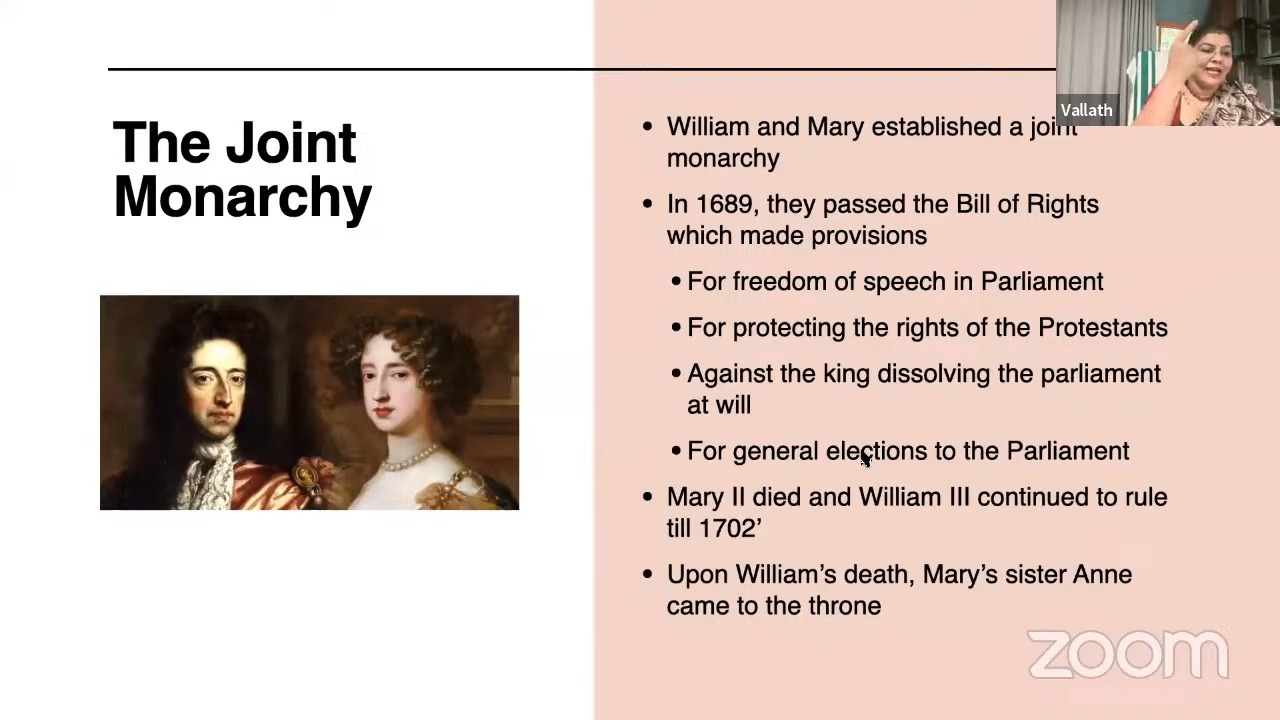 The Joint
Monarchy
• William and Mary established a joint
monarchy
• In 1689, they passed the Bill of Rights
which made provisions
• For freedom of speech in Parliament
• For protecting the rights of the Protestants
• Against the king dissolving the parliament
at will
• For general elections to the Parliament
• Mary II died and William III continued to rule
till 1702’
• Upon William’s death, Mary’s sister Anne
came to the throne
Vallath
zoom